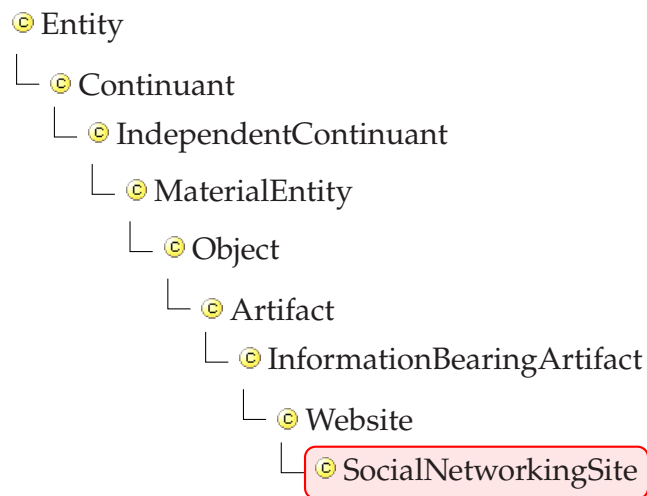 Entity
Continuant
IndependentContinuant
MaterialEntity
Object
Artifact
InformationBearingArtifact
Website
SocialNetworkingSite